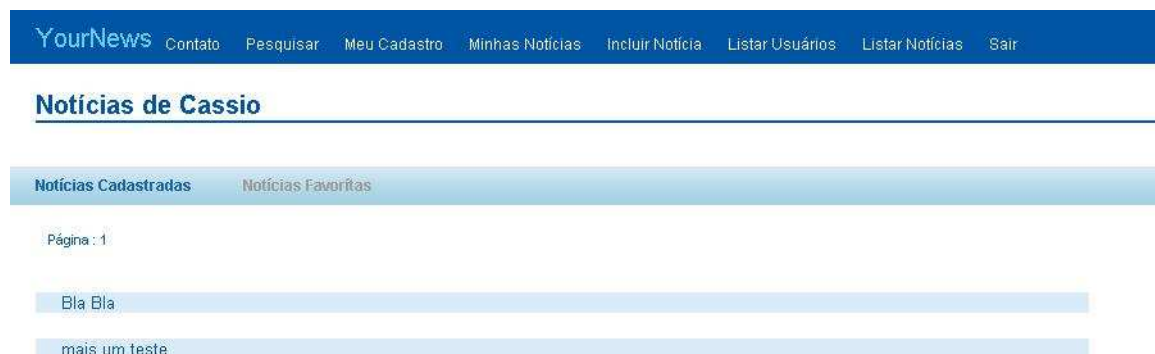 YourNews Contato Pesquisar Meu Cadastro Minhas Notícias Incluir Notícia Listar Usuários Listar Notícias Sair
Notícias de Cassio
Notícias Cadastradas Notícias Favoritas
Página : 1
Bla Bla
mais um teste